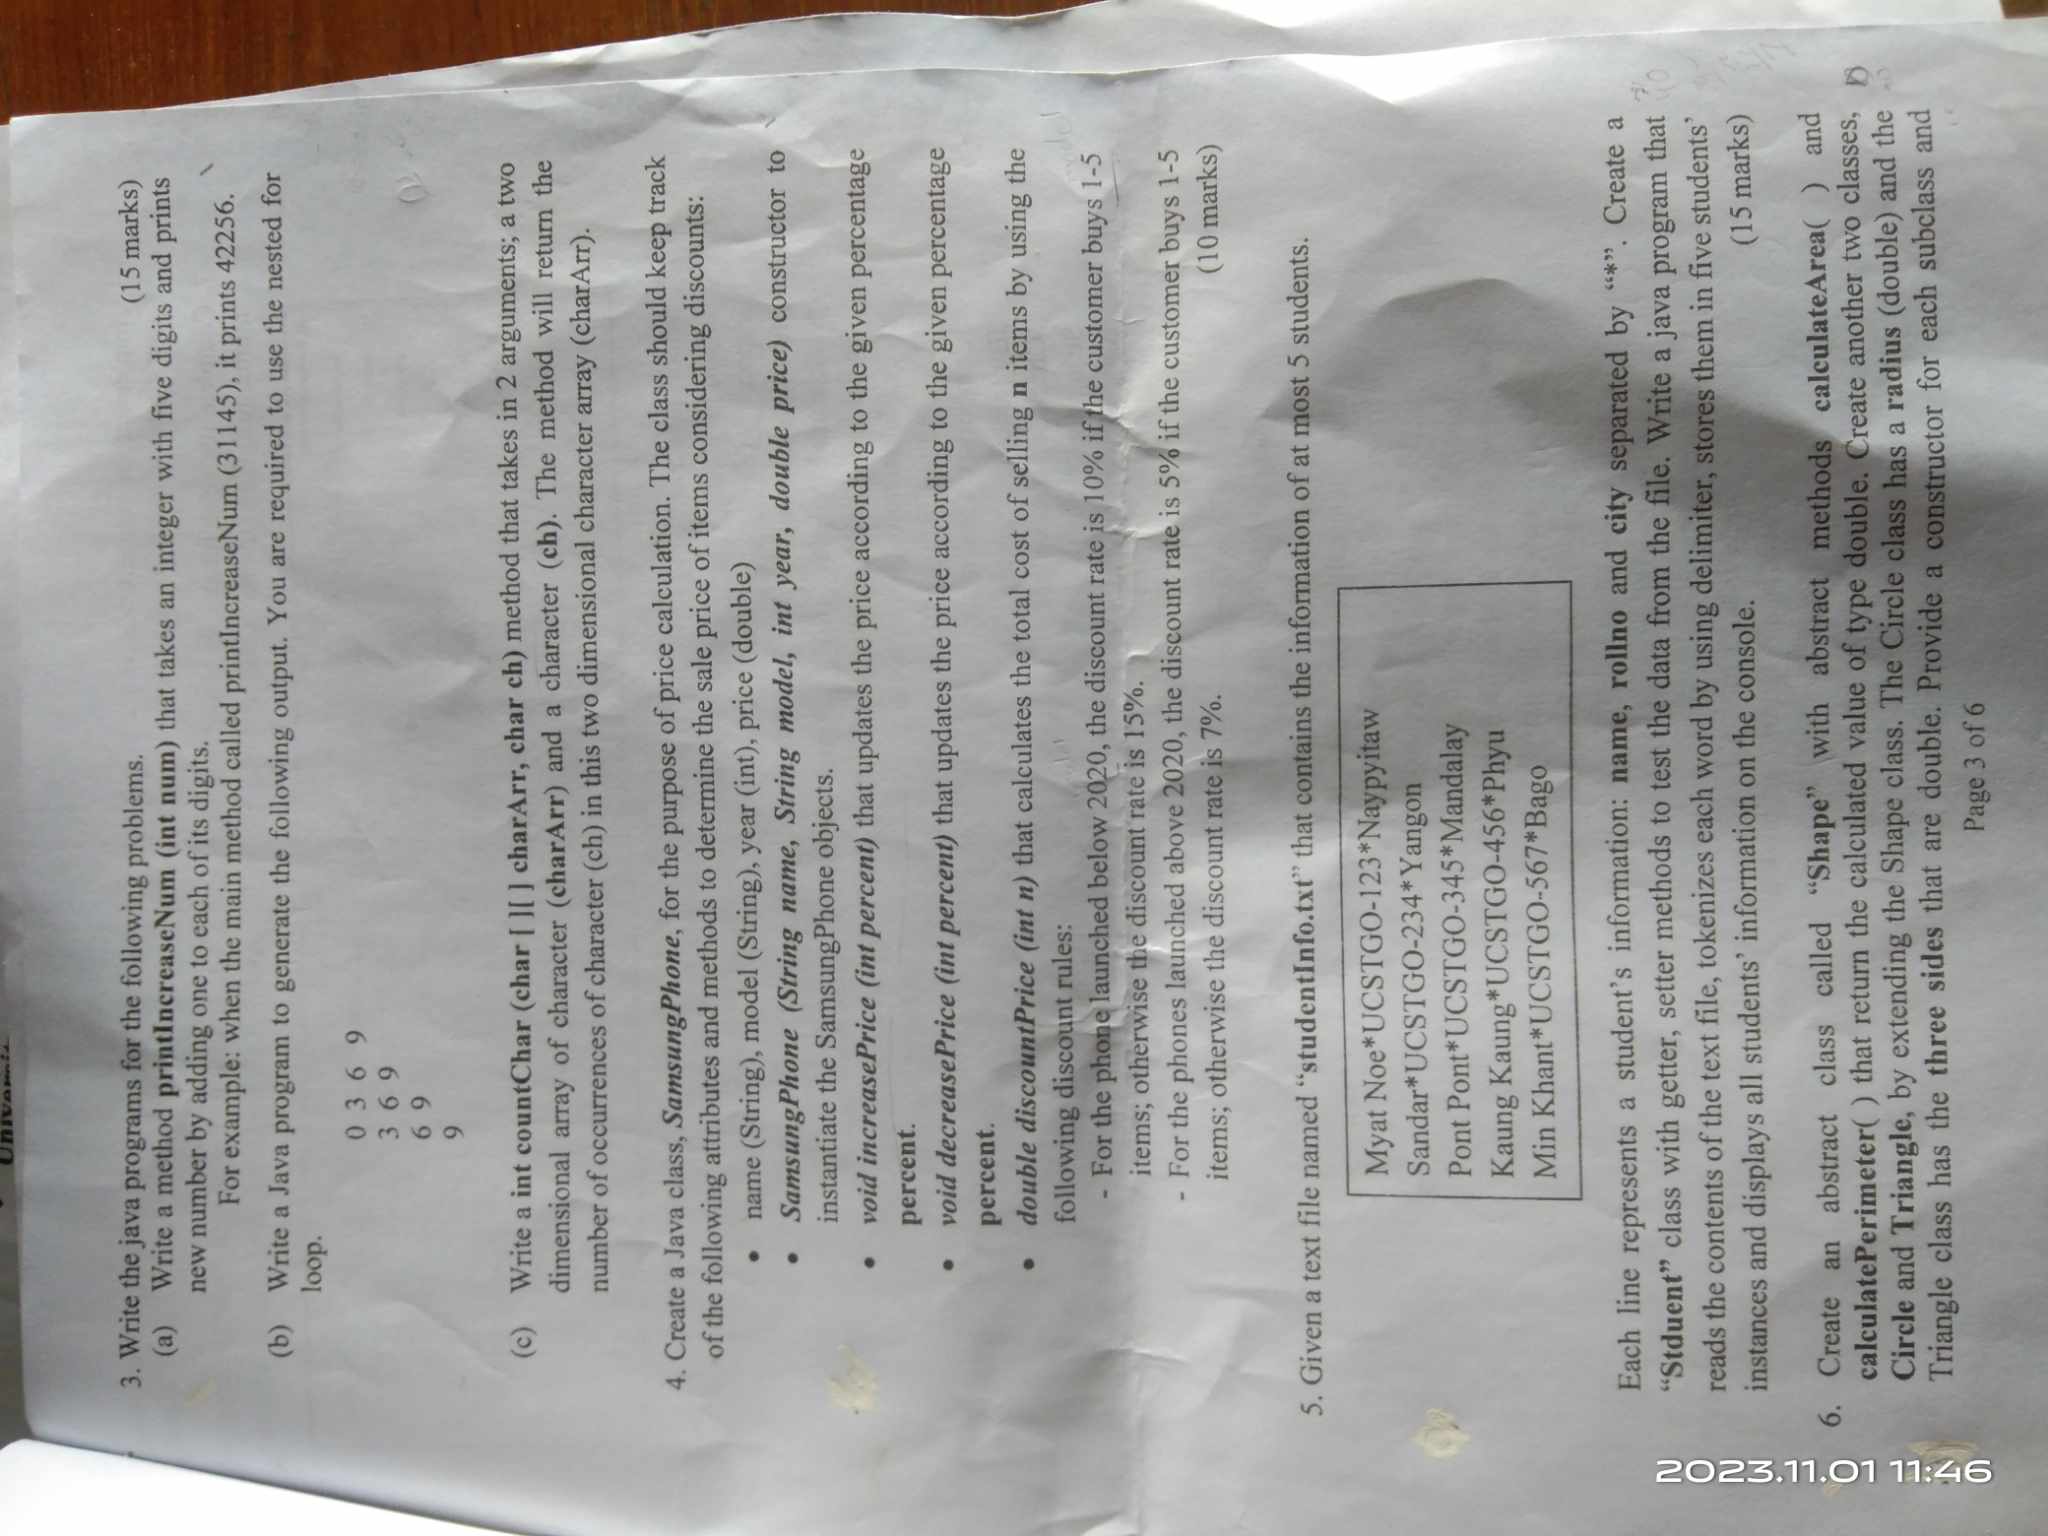 3. Write the java programs for the following problems. (15 marks)
(a) Write a method printIncreaseNum (int num) that takes an integer with five digits and prints
new number by adding one to each of its digits.
For example: when the main method called printIncreaseNum (31145), it prints 42256.
(b) Write a Java program to generate the following output. You are required to use the nested for
loop.
0 3 6 9
3 6 9
6 9
9
(c) Write a int countChar (char [ ][ ] charArr, char ch) method that takes in 2 arguments; a two
dimensional array of character (charArr) and a character (ch). The method will return the
number of occurrences of character (ch) in this two dimensional character array (charArr).
4. Create a Java class, SamsungPhone, for the purpose of price calculation. The class should keep track
of the following attributes and methods to determine the sale price of items considering discounts:
• name (String), model (String), year (int), price (double)
• SamsungPhone (String name, String model, int year, double price) constructor to
instantiate the SamsungPhone objects.
• void increasePrice (int percent) that updates the price according to the given percentage
percent.
• void decreasePrice (int percent) that updates the price according to the given percentage
percent.
• double discountPrice (int n) that calculates the total cost of selling n items by using the
following discount rules:
- For the phone launched below 2020, the discount rate is 10% if the customer buys 1-5
items; otherwise the discount rate is 15%.
- For the phones launched above 2020, the discount rate is 5% if the customer buys 1-5
items; otherwise the discount rate is 7%. (10 marks)
5. Given a text file named “studentInfo.txt” that contains the information of at most 5 students.
Myat Noe*UCSTGO-123*Naypyitaw
Sandar*UCSTGO-234*Yangon
Pont Pont*UCSTGO-345*Mandalay
Kaung Kaung*UCSTGO-456*Phyu
Min Khant*UCSTGO-567*Bago
Each line represents a student’s information: name, rollno and city separated by “*”. Create a
“Stduent” class with getter, setter methods to test the data from the file. Write a java program that
reads the contents of the text file, tokenizes each word by using delimiter, stores them in five students’
instances and displays all students’ information on the console. (15 marks)
6. Create an abstract class called “Shape” with abstract methods calculateArea( ) and
calculatePerimeter( ) that return the calculated value of type double. Create another two classes,
Circle and Triangle, by extending the Shape class. The Circle class has a radius (double) and the
Triangle class has the three sides that are double. Provide a constructor for each subclass and
Page 3 of 6
2023.11.01 11:46